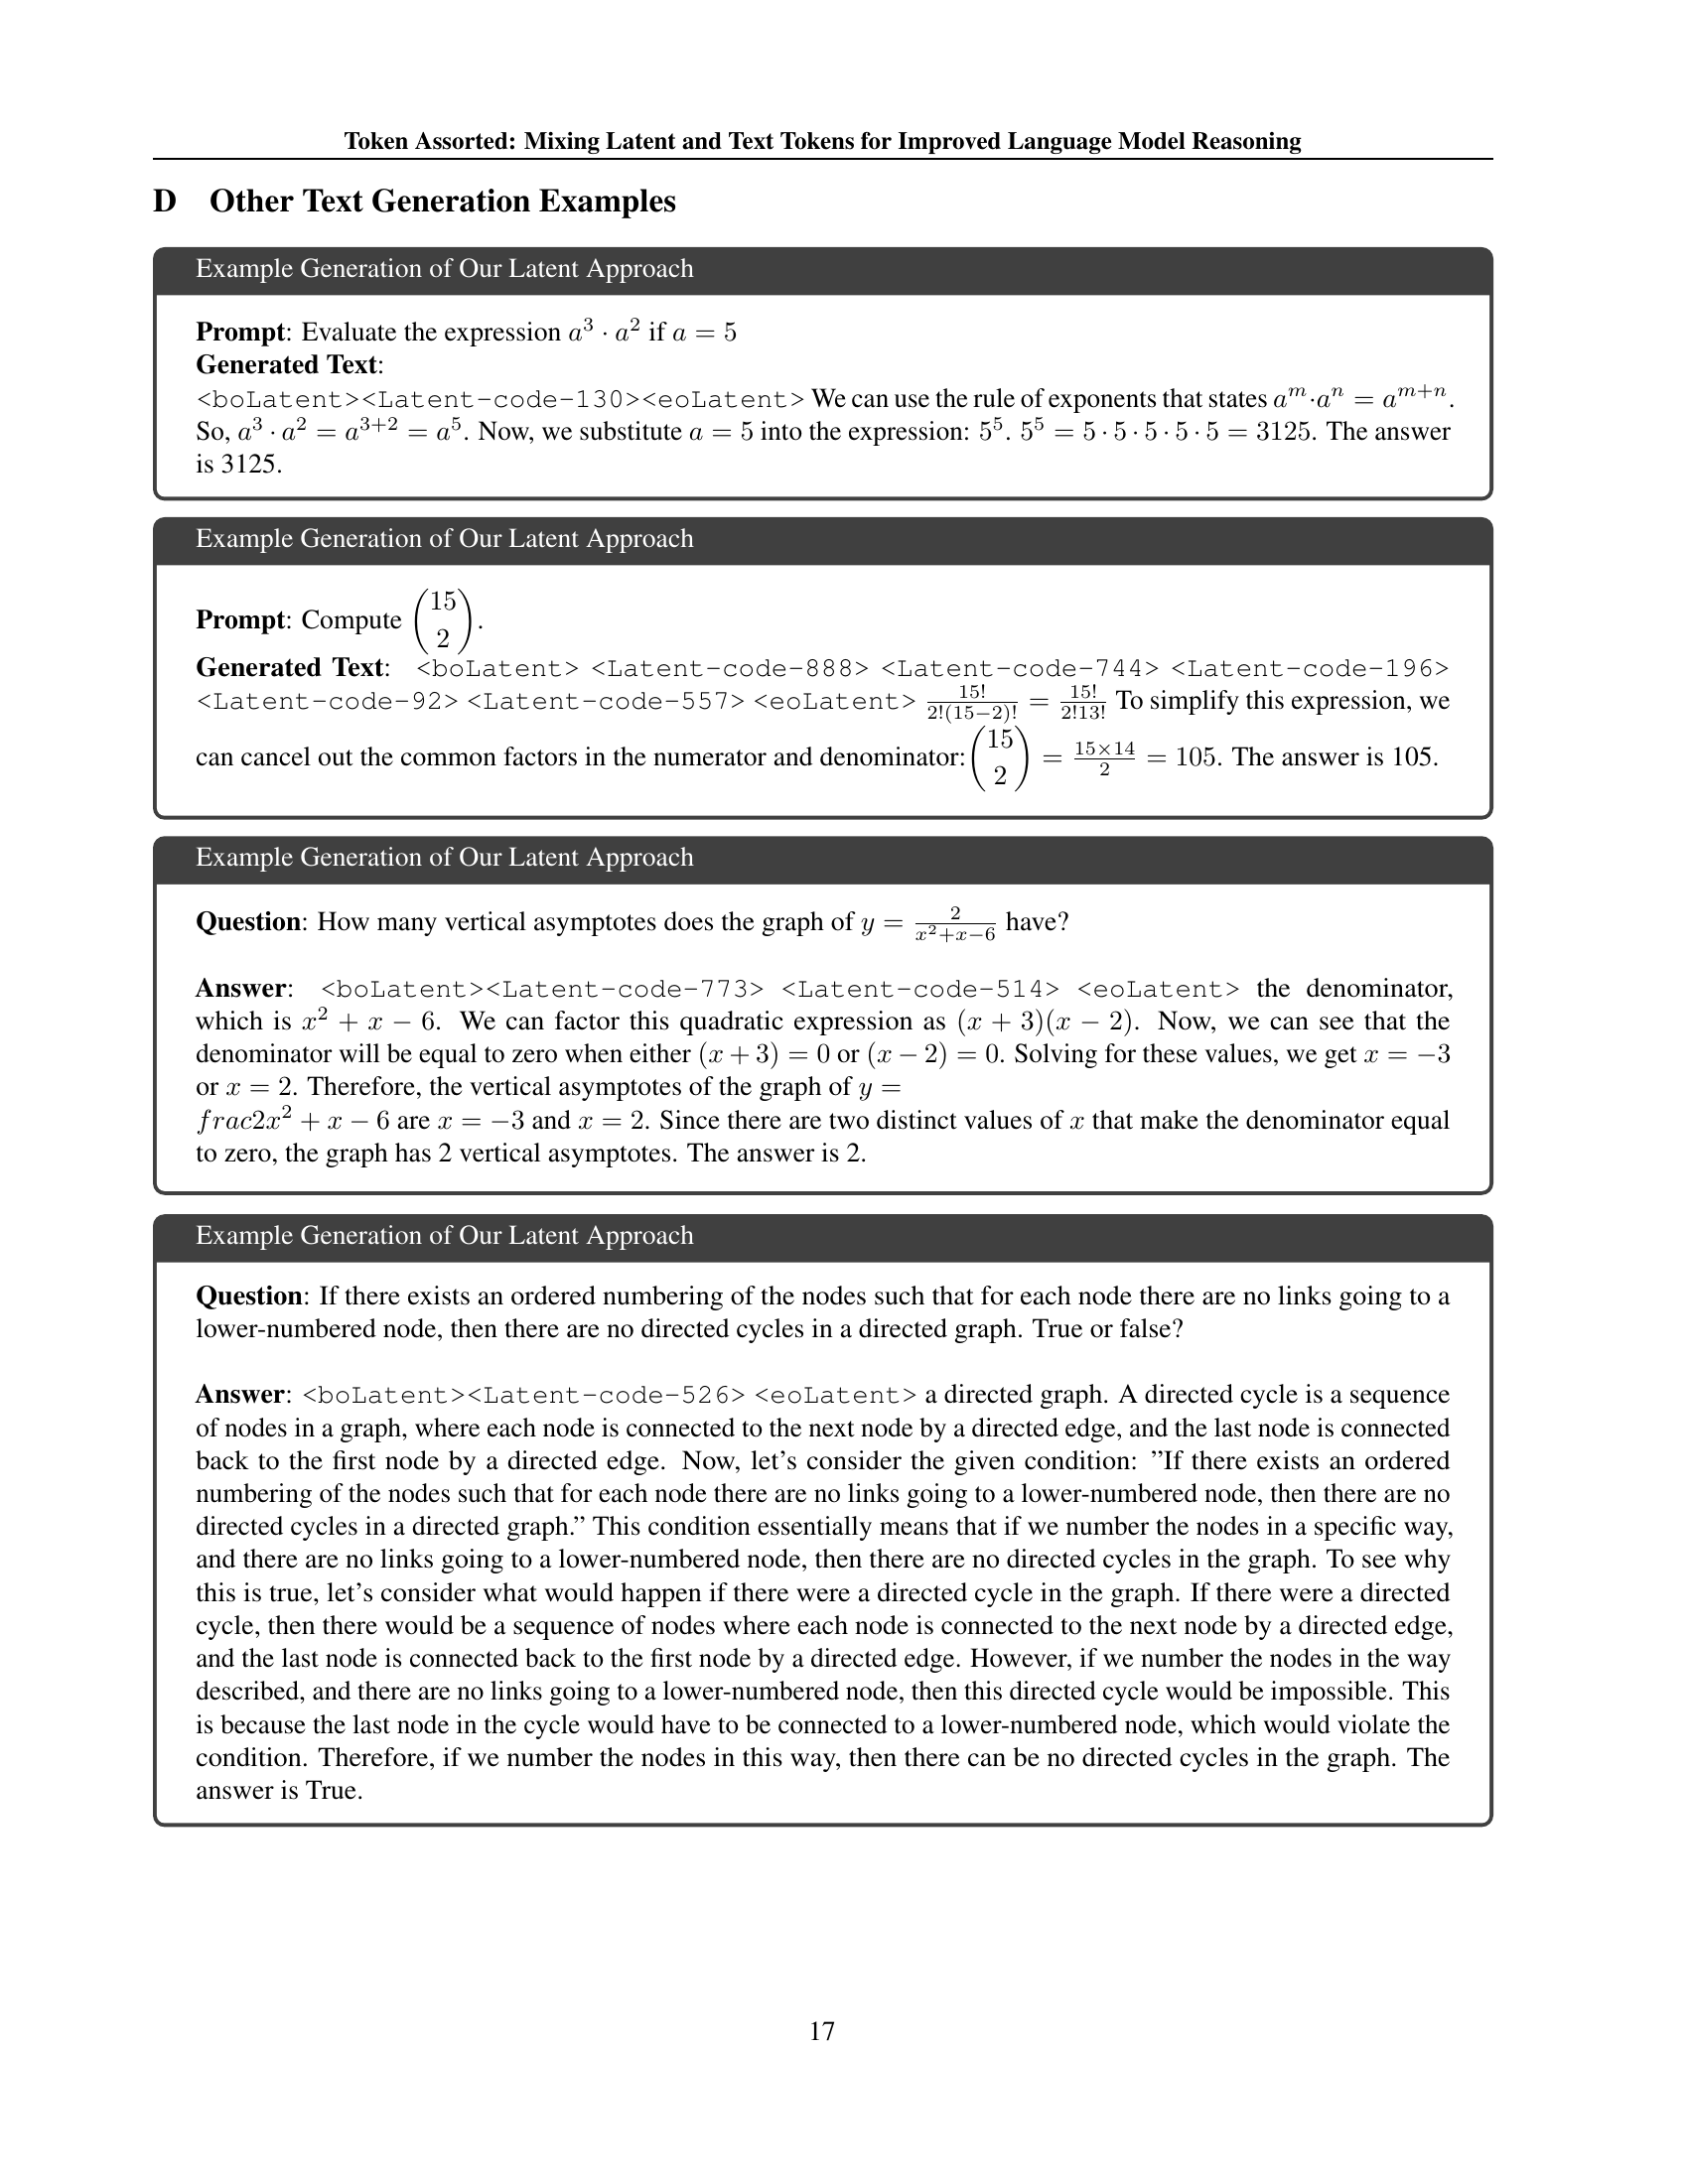 Token Assorted: Mixing Latent and Text Tokens for Improved Language Model Reasoning
D Other Text Generation Examples
Example Generation of Our Latent Approach
Prompt: Evaluate the expression $a^3 \cdot a^2$ if $a = 5$
Generated Text:
<boLatent><Latent-code-130><eoLatent> We can use the rule of exponents that states $a^m \cdot a^n = a^{m+n}$.
So, $a^3 \cdot a^2 = a^{3+2} = a^5$. Now, we substitute $a = 5$ into the expression: $5^5$. $5^5 = 5 \cdot 5 \cdot 5 \cdot 5 \cdot 5 = 3125$. The answer
is 3125.
Example Generation of Our Latent Approach
Prompt: Compute $\binom{15}{2}$.
Generated Text: <boLatent> <Latent-code-888> <Latent-code-744> <Latent-code-196>
<Latent-code-92> <Latent-code-557> <eoLatent> $\frac{15!}{2!(15-2)!} = \frac{15!}{2!13!}$ To simplify this expression, we
can cancel out the common factors in the numerator and denominator: $\binom{15}{2} = \frac{15 \times 14}{2} = 105$. The answer is 105.
Example Generation of Our Latent Approach
Question: How many vertical asymptotes does the graph of $y = \frac{2}{x^2+x-6}$ have?
Answer: <boLatent><Latent-code-773> <Latent-code-514> <eoLatent> the denominator,
which is $x^2 + x - 6$. We can factor this quadratic expression as $(x + 3)(x - 2)$. Now, we can see that the
denominator will be equal to zero when either $(x + 3) = 0$ or $(x - 2) = 0$. Solving for these values, we get $x = -3$
or $x = 2$. Therefore, the vertical asymptotes of the graph of $y =$
$frac2x^2 + x - 6$ are $x = -3$ and $x = 2$. Since there are two distinct values of $x$ that make the denominator equal
to zero, the graph has 2 vertical asymptotes. The answer is 2.
Example Generation of Our Latent Approach
Question: If there exists an ordered numbering of the nodes such that for each node there are no links going to a
lower-numbered node, then there are no directed cycles in a directed graph. True or false?
Answer: <boLatent><Latent-code-526> <eoLatent> a directed graph. A directed cycle is a sequence
of nodes in a graph, where each node is connected to the next node by a directed edge, and the last node is connected
back to the first node by a directed edge. Now, let's consider the given condition: ”If there exists an ordered
numbering of the nodes such that for each node there are no links going to a lower-numbered node, then there are no
directed cycles in a directed graph.” This condition essentially means that if we number the nodes in a specific way,
and there are no links going to a lower-numbered node, then there are no directed cycles in the graph. To see why
this is true, let's consider what would happen if there were a directed cycle in the graph. If there were a directed
cycle, then there would be a sequence of nodes where each node is connected to the next node by a directed edge,
and the last node is connected back to the first node by a directed edge. However, if we number the nodes in the way
described, and there are no links going to a lower-numbered node, then this directed cycle would be impossible. This
is because the last node in the cycle would have to be connected to a lower-numbered node, which would violate the
condition. Therefore, if we number the nodes in this way, then there can be no directed cycles in the graph. The
answer is True.
17